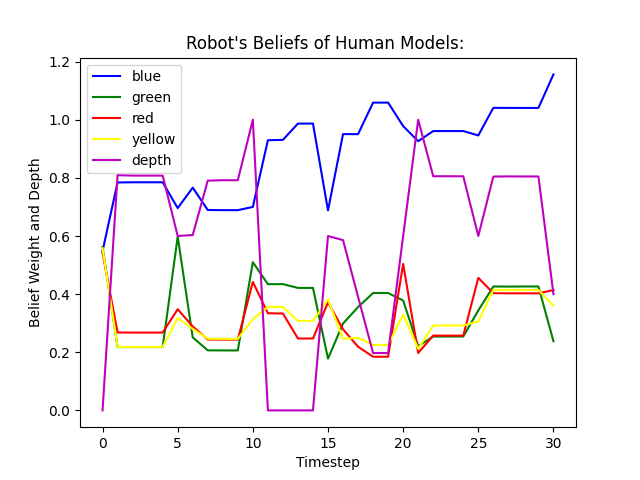 Robot's Beliefs of Human Models:
blue
green
red
yellow
depth
Belief Weight and Depth
1.2
1.0
0.8
0.6
0.4
0.2
0.0
0 5 10 15 20 25 30
Timestep